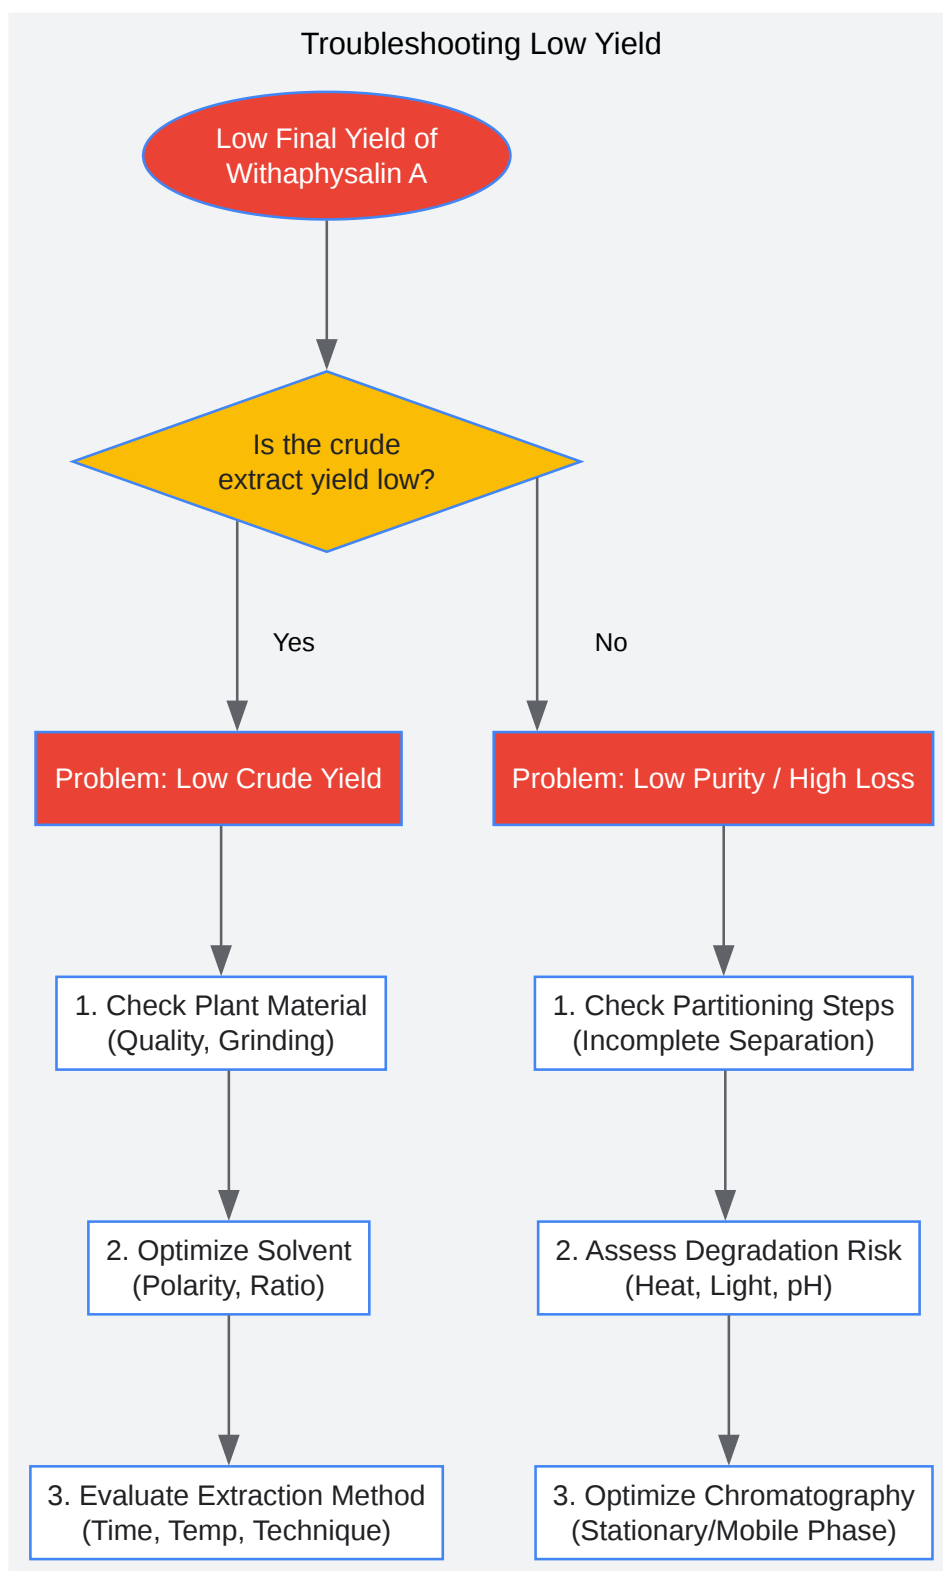 Troubleshooting Low Yield
Low Final Yield of
Withaphysalin A
Is the crude
extract yield low?
Yes
No
Problem: Low Crude Yield
Problem: Low Purity / High Loss
1. Check Plant Material
(Quality, Grinding)
1. Check Partitioning Steps
(Incomplete Separation)
2. Optimize Solvent
(Polarity, Ratio)
2. Assess Degradation Risk
(Heat, Light, pH)
3. Evaluate Extraction Method
(Time, Temp, Technique)
3. Optimize Chromatography
(Stationary/Mobile Phase)